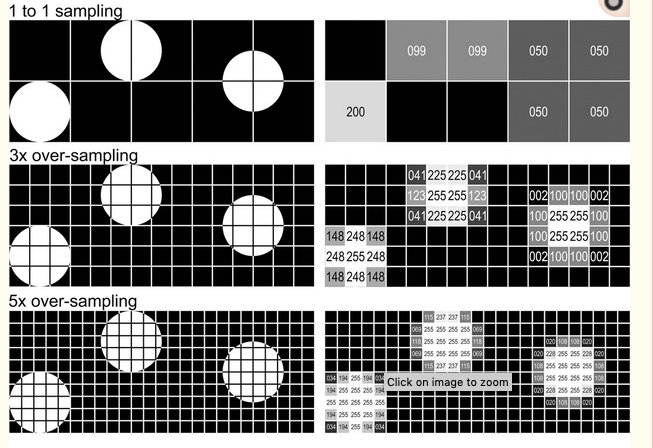 1 to 1 sampling
099 099 050 050
200 050 050
3x over-sampling
041 225 225 041
123 255 255 123 002 100 100 002
041 225 225 041 100 255 255 100
148 248 148 100 255 255 100
248 255 248 002 100 100 002
148 248 148
5x over-sampling
115 237 237 115
069 255 255 255 255 069
118 255 255 255 255 118
069 255 255 255 255 069 020 108 108 020
115 237 237 115 020 228 255 255 228 020
034 194 255 194 034 Click on image to zoom 108 255 255 255 255 108
194 255 255 255 194 108 255 255 255 255 108
255 255 255 255 255 020 228 255 255 228 020
194 255 255 255 194 020 108 108 020
034 194 255 194 034